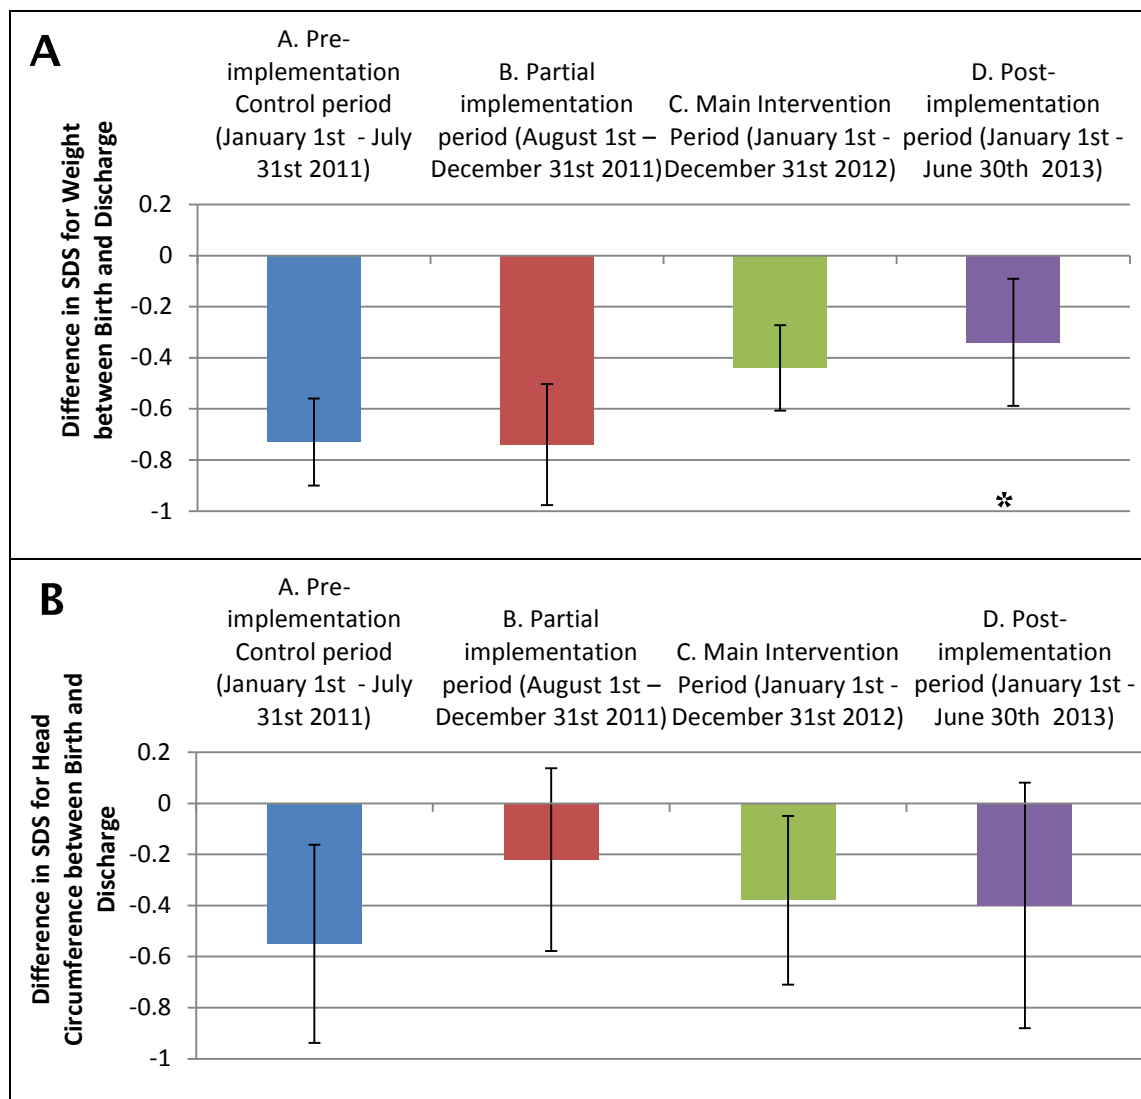 A
Difference in SDS for Weight
between Birth and Discharge
A. Pre-
implementation
Control period
(January 1st  - July
31st 2011)
B. Partial
implementation
period (August 1st –
December 31st 2011)
C. Main Intervention
Period (January 1st -
December 31st 2012)
D. Post-
implementation
period (January 1st -
June 30th  2013)
0.2
0
-0.2
-0.4
-0.6
-0.8
-1
*
B
Difference in SDS for Head
Circumference between Birth and
Discharge
A. Pre-
implementation
Control period
(January 1st  - July
31st 2011)
B. Partial
implementation
period (August 1st –
December 31st 2011)
C. Main Intervention
Period (January 1st -
December 31st 2012)
D. Post-
implementation
period (January 1st -
June 30th  2013)
0.2
0
-0.2
-0.4
-0.6
-0.8
-1